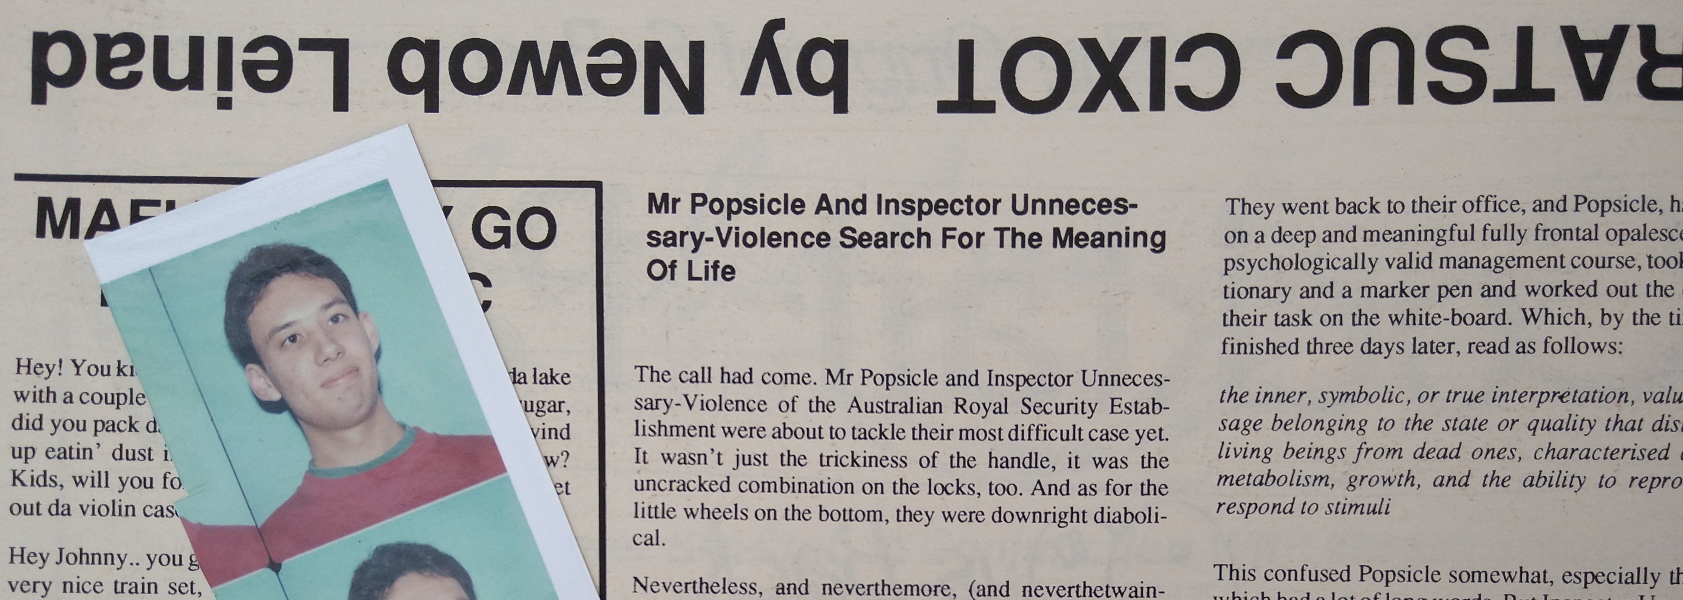 RATSUC CIXOT by Newob Leinad
GO
Hey! You
with a couple
did you pack
up eatin' dust
Kids, will you
out da violin
Hey Johnny.. you
very nice train set,
lake
Mr Popsicle And Inspector Unneces-
sary-Violence Search For The Meaning
Of Life
The call had come. Mr Popsicle and Inspector Unneces-
sary-Violence of the Australian Royal Security Estab-
lishment were about to tackle their most difficult case yet.
It wasn't just the trickiness of the handle, it was the
uncracked combination on the locks, too. And as for the
little wheels on the bottom, they were downright diaboli-
cal.
Nevertheless, and nevermore, (and neverthetwain-
They went back to their office, and Popsicle,
on a deep and meaningful fully frontal
psychologically valid management course, took
tionary and a marker pen and worked out the
their task on the white-board. Which, by the
finished three days later, read as follows:
the inner, symbolic, or true interpretation,
sage belonging to the state or quality that
living beings from dead ones, characterised
metabolism, growth, and the ability to
respond to stimuli
This confused Popsicle somewhat, especially